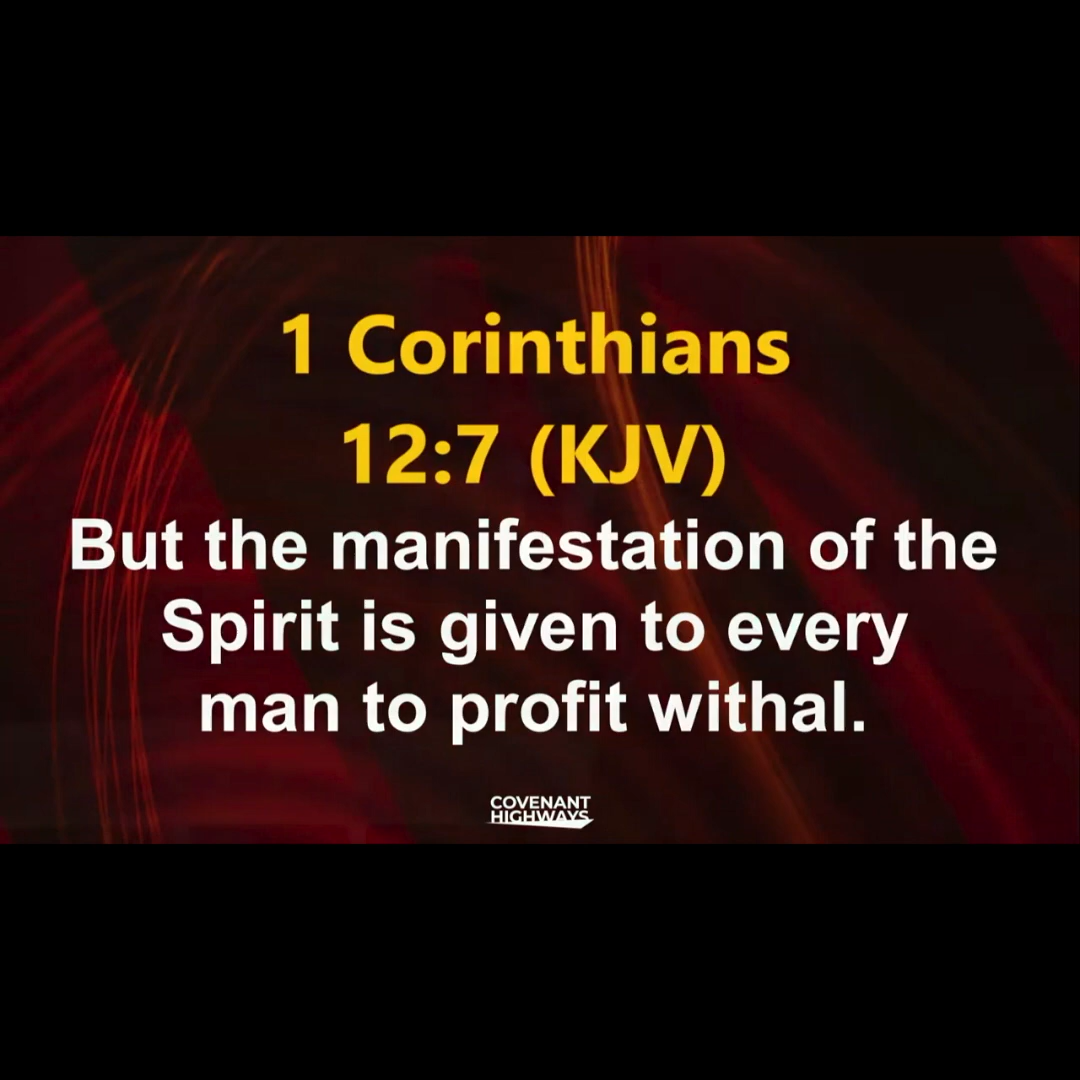 1 Corinthians
12:7 (KJV)
But the manifestation of the
Spirit is given to every
man to profit withal.
COVENANT
HIGHWAYS